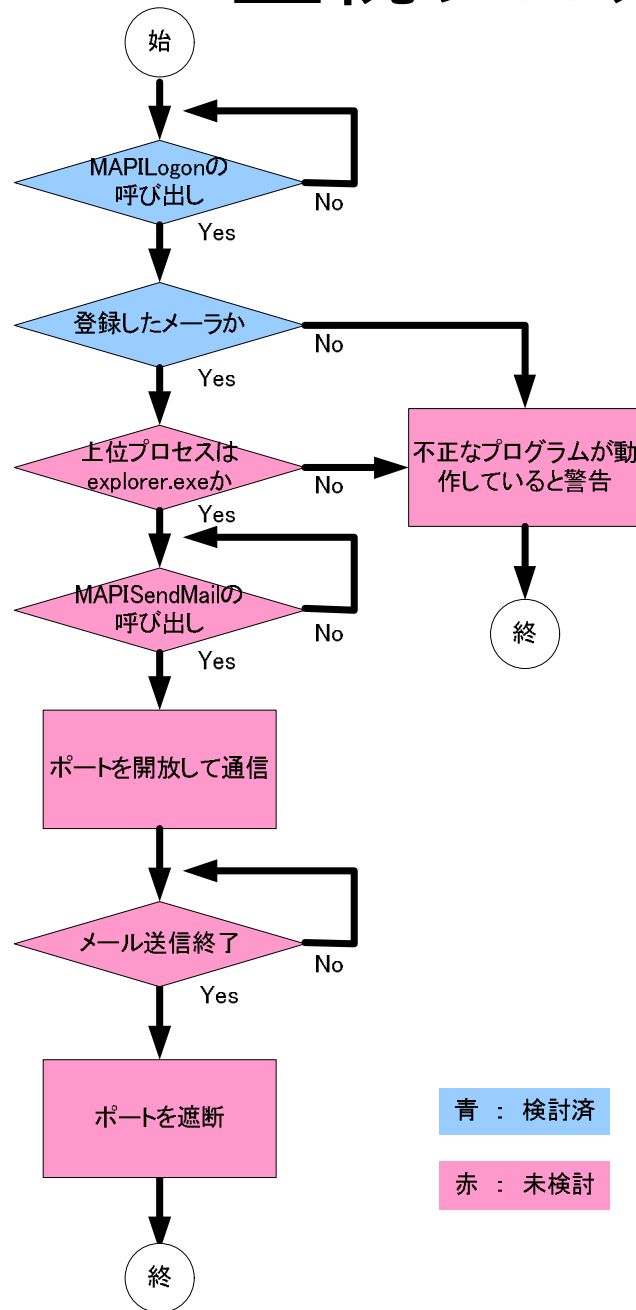 始
MAPILogonの
呼び出し
No
Yes
登録したメーラか
No
Yes
上位プロセスは
explorer.exeか
No
Yes
不正なプログラムが動
作していると警告
MAPISendMailの
呼び出し
No
Yes
終
ポートを開放して通信
メール送信終了
No
Yes
ポートを遮断
青 : 検討済
赤 : 未検討
終